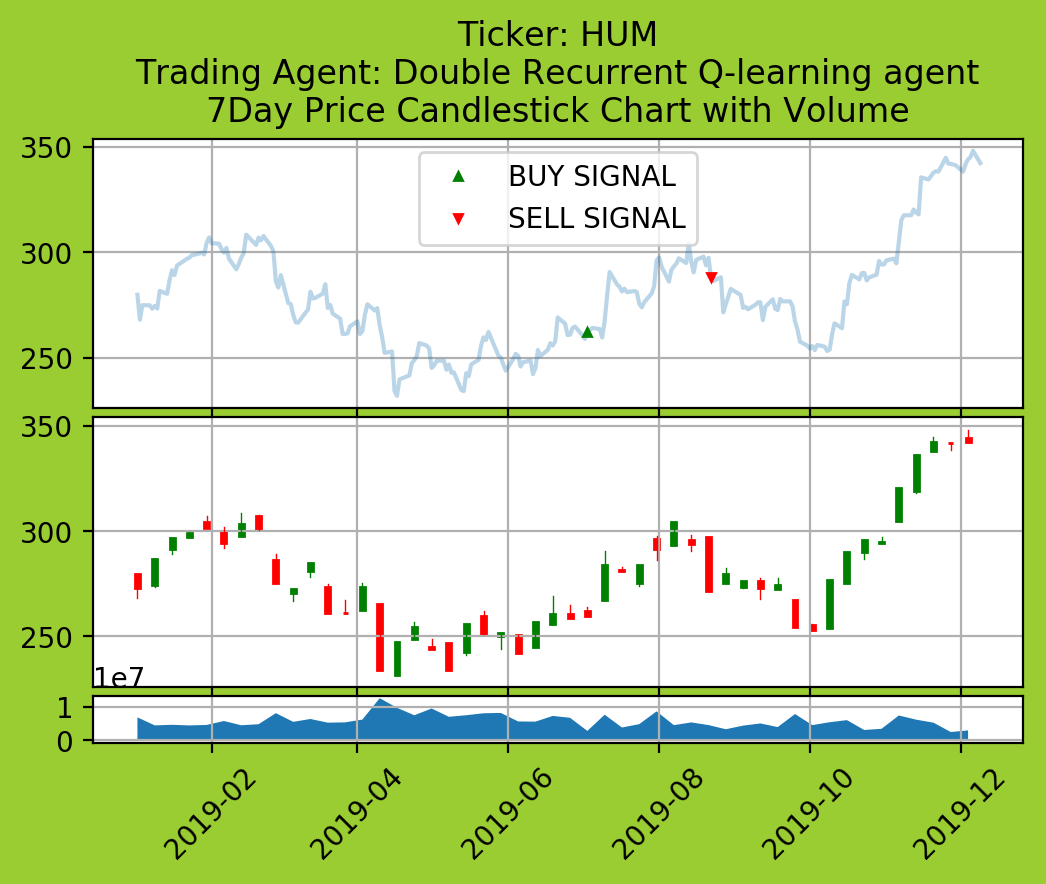 Ticker: HUM
Trading Agent: Double Recurrent Q-learning agent
7Day Price Candlestick Chart with Volume
350
300
250
BUY SIGNAL
SELL SIGNAL
350
300
250
1e7
1
0
2019-02
2019-04
2019-06
2019-08
2019-10
2019-12